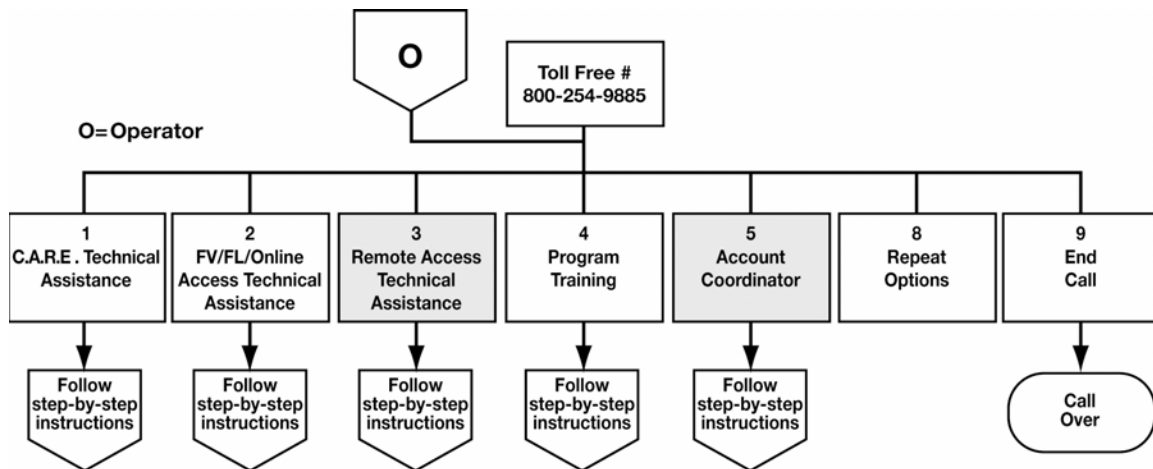 O
Toll Free #
800-254-9885
O=Operator
1
C.A.R.E. Technical
Assistance
2
FV/FL/Online
Access Technical
Assistance
3
Remote Access
Technical
Assistance
4
Program
Training
5
Account
Coordinator
8
Repeat
Options
9
End
Call
Follow
step-by-step
instructions
Follow
step-by-step
instructions
Follow
step-by-step
instructions
Follow
step-by-step
instructions
Follow
step-by-step
instructions
Call
Over